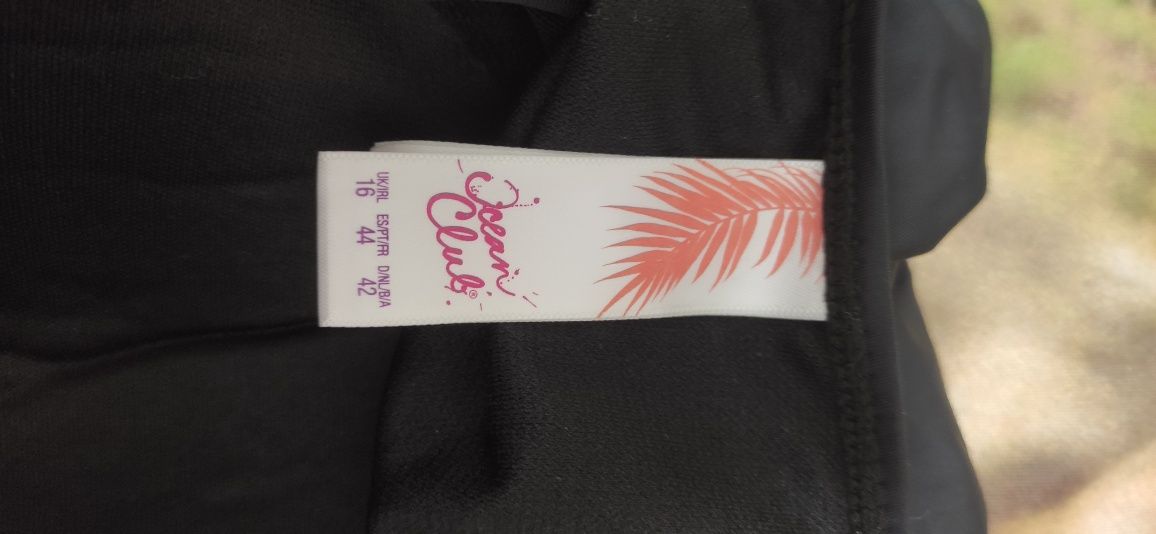 Ocean
Club®
UK/IRL ES/PT/FR D/NL/B/A
16 44 42